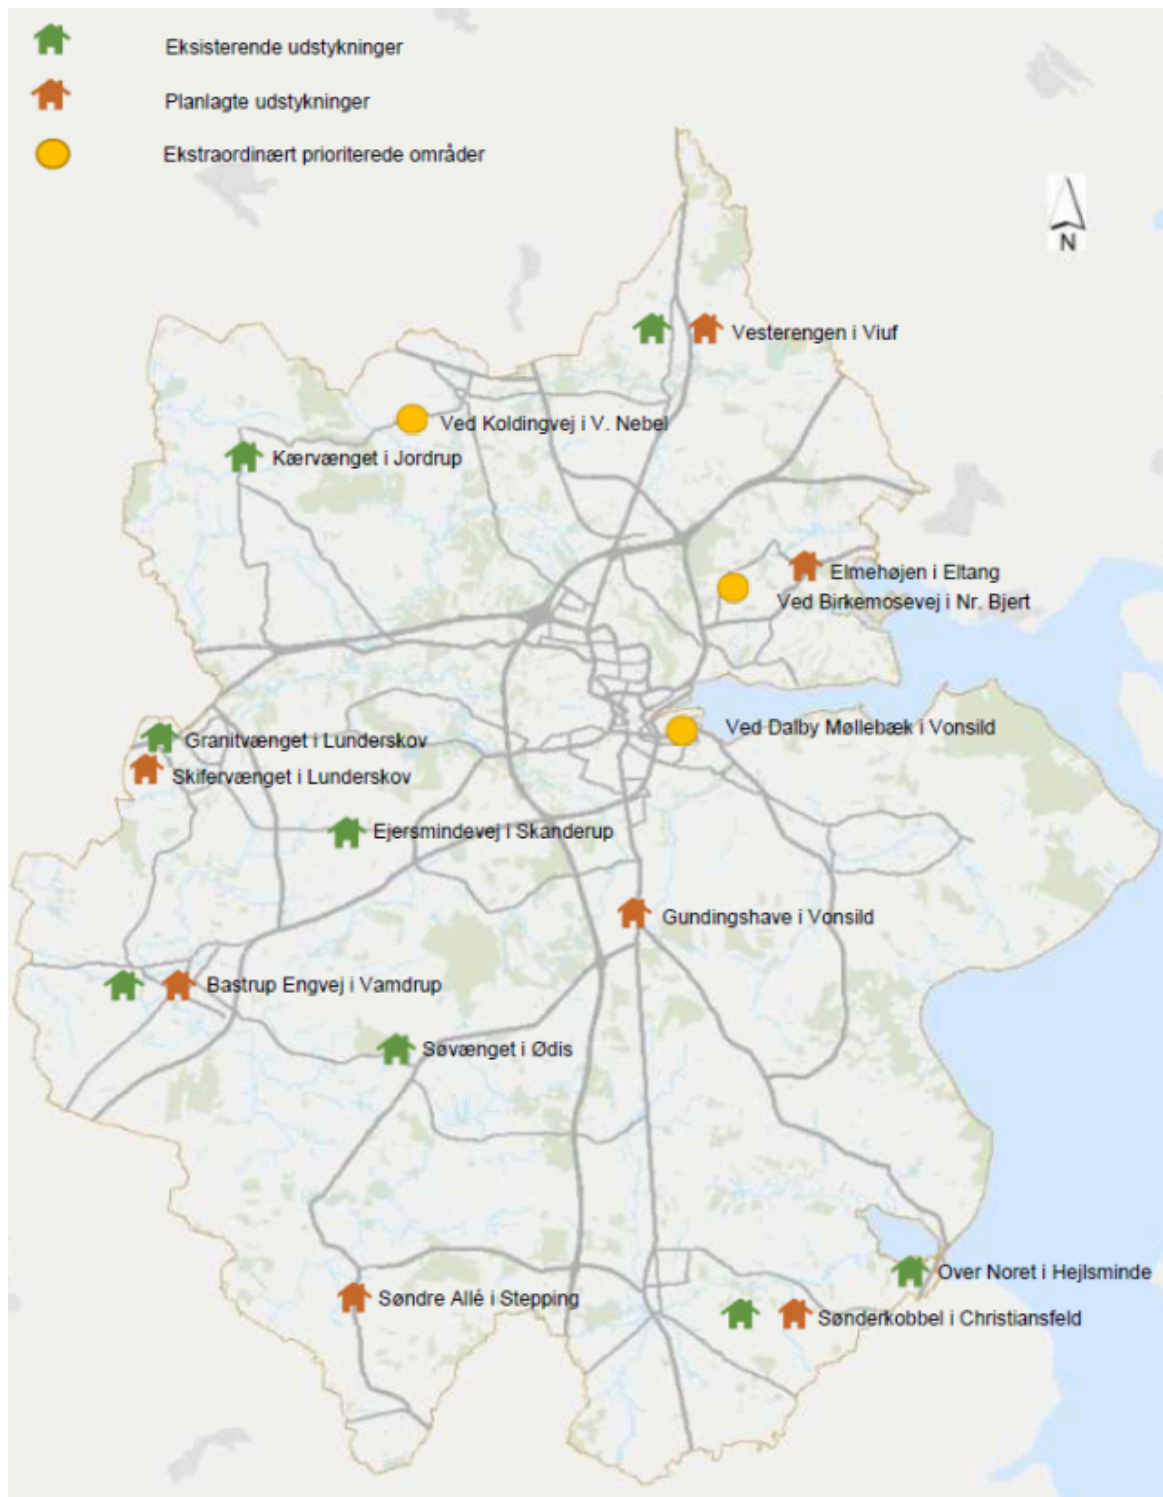 Eksisterende udstykninger
Planlagte udstykninger
Ekstraordinært prioriterede områder
N
Vesterengen i Viuf
Ved Koldingvej i V. Nebel
Kærvænget i Jordrup
Elmehøjen i Eltang
Ved Birkemosevej i Nr. Bjert
Ved Dalby Møllebæk i Vonsild
Granitvænget i Lunderskov
Skifervænget i Lunderskov
Ejersmindevej i Skanderup
Gundingshave i Vonsild
Bastrup Engvej i Vamdrup
Søvænget i Ødis
Over Noret i Hejlsminde
Søndre Allé i Stepping
Sønderkobbel i Christiansfeld